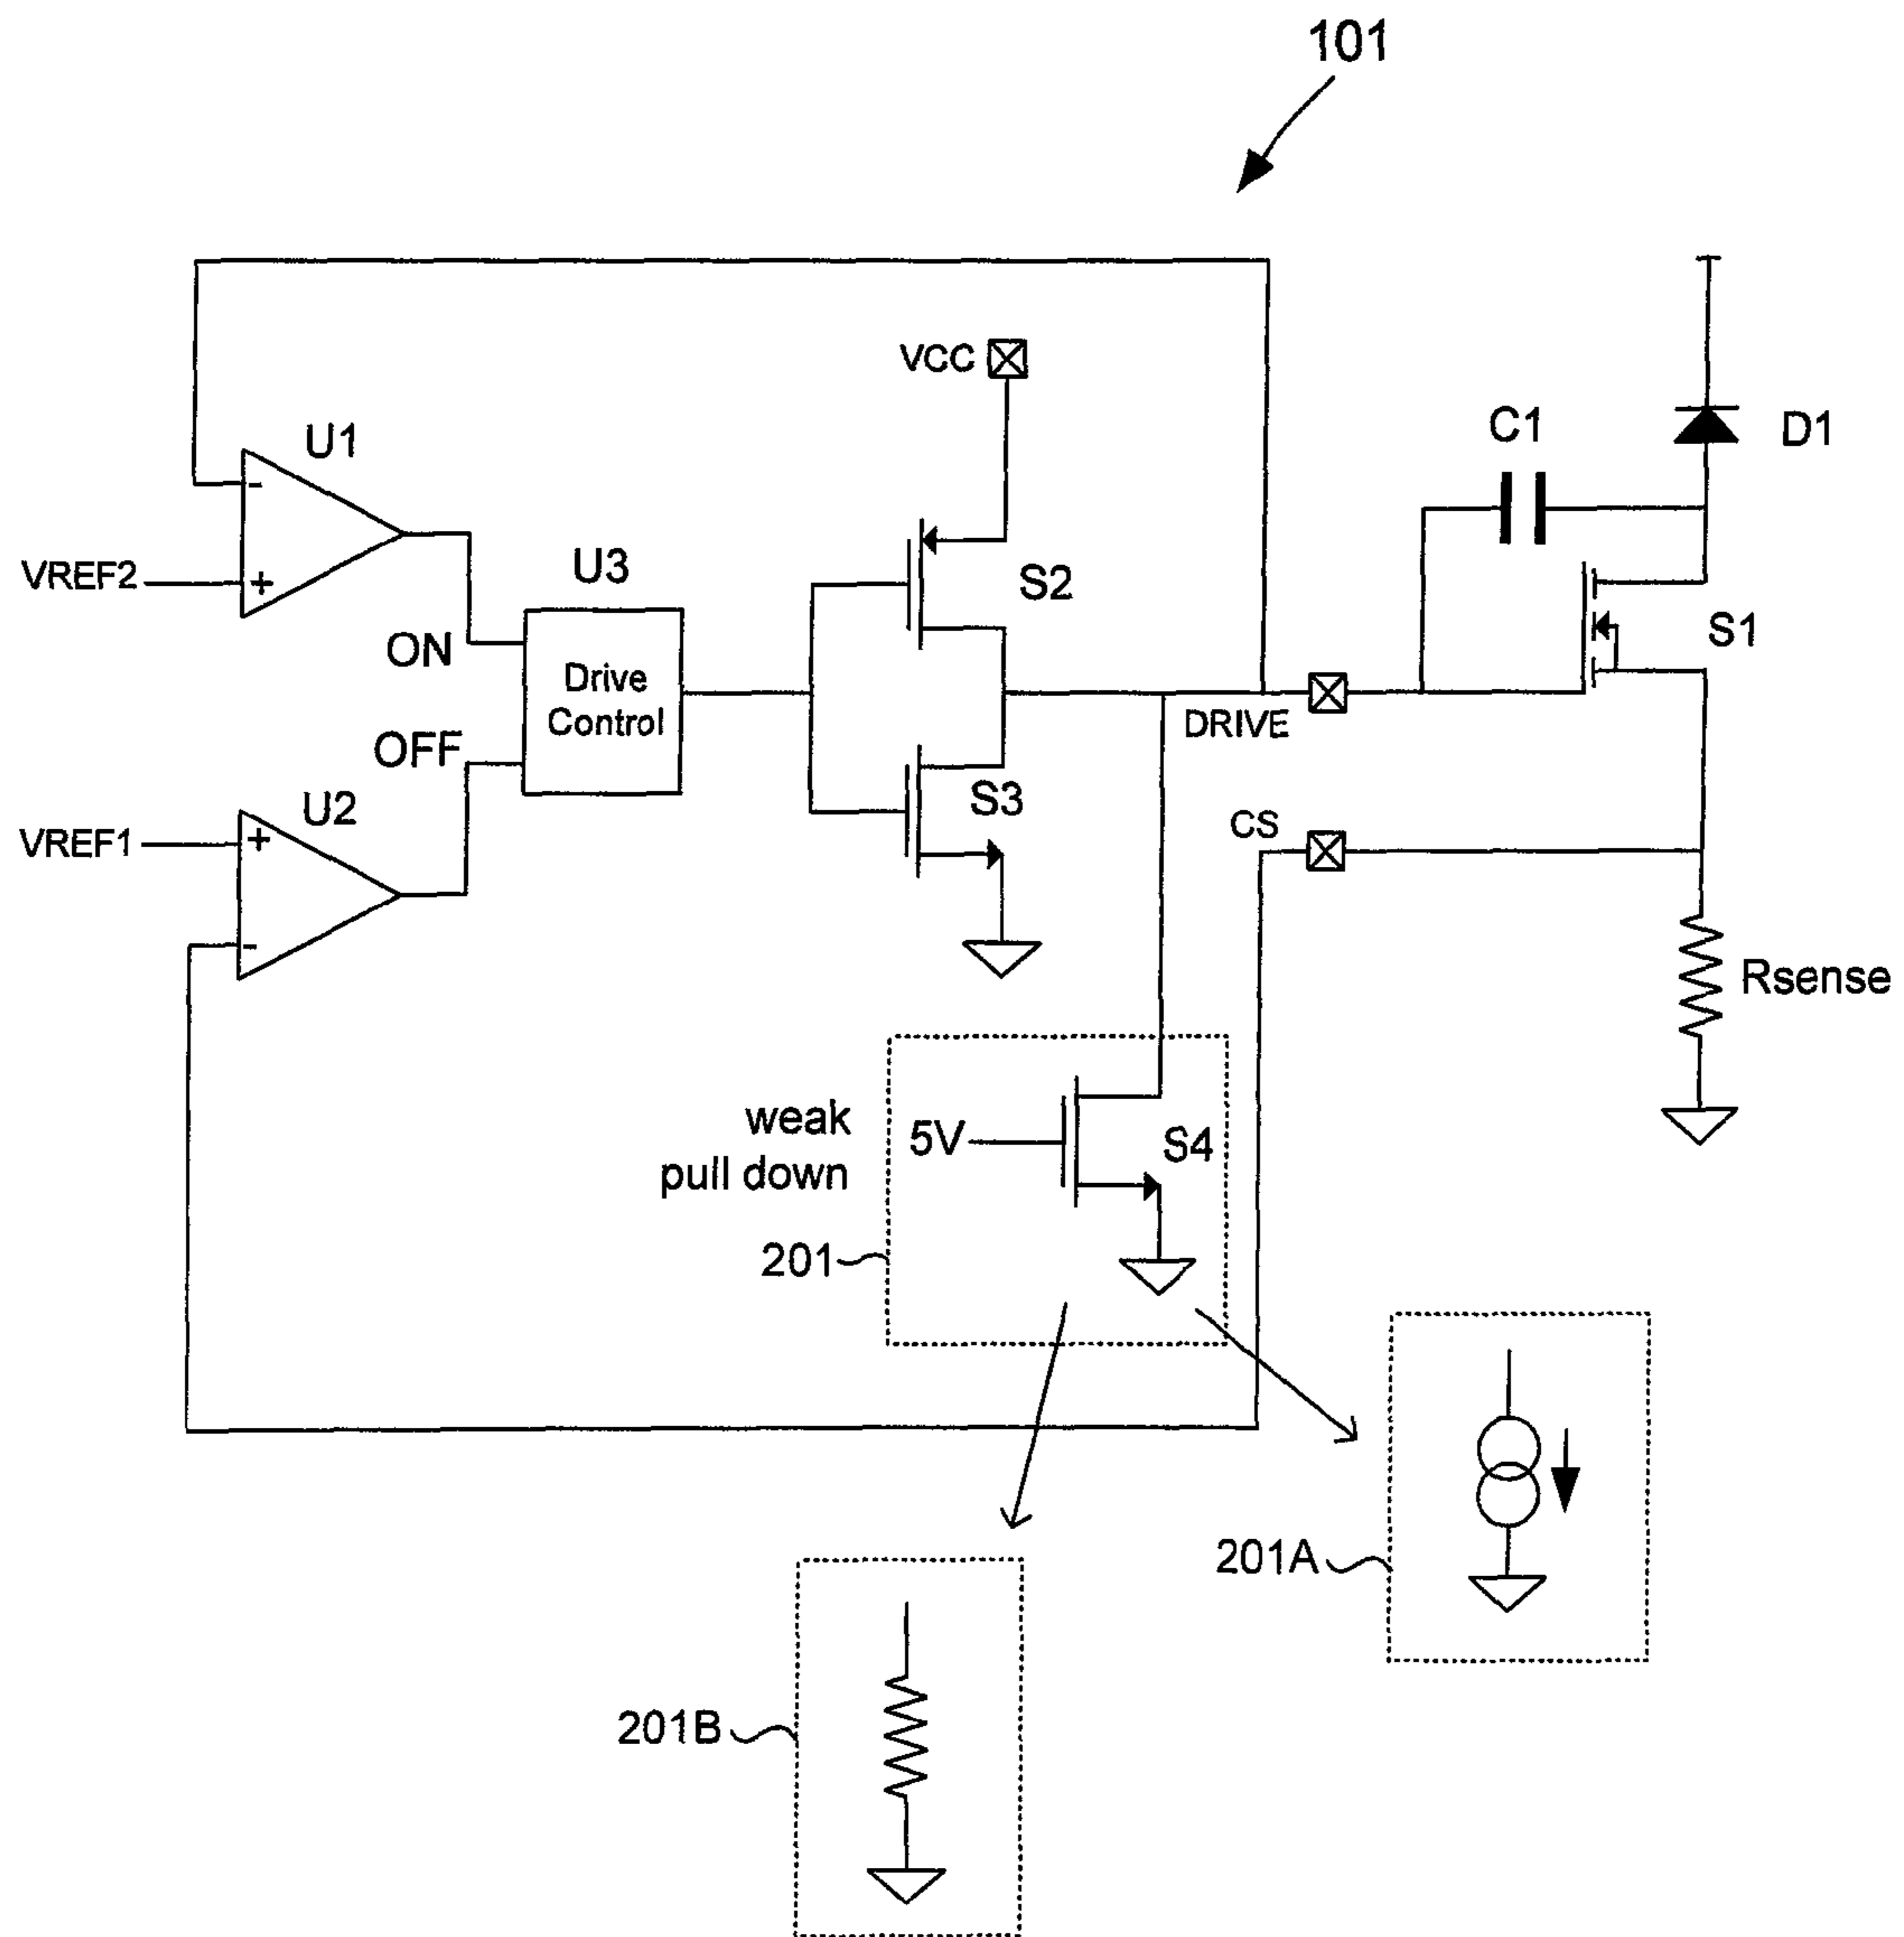 101
VCC
C1
D1
U1
-
VREF2
+
U3
S2
ON
Drive
Control
S1
OFF
DRIVE
U2
S3
CS
VREF1
+
-
Rsense
weak
pull down
5V
S4
201
201A
201B